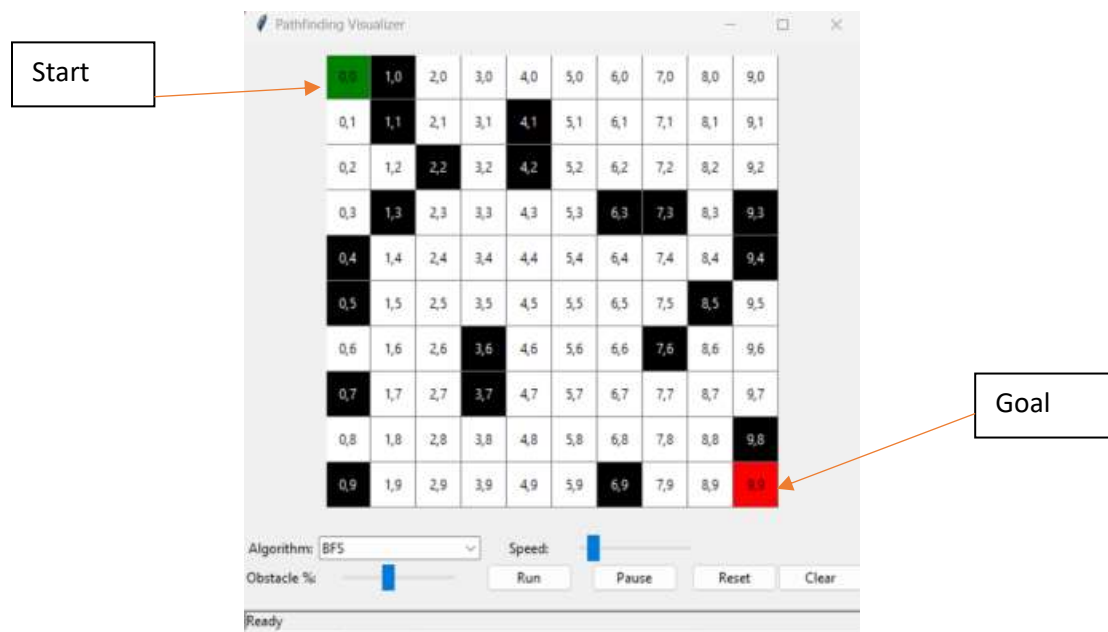 Pathfinding Visualizer
Start
0,0 1,0 2,0 3,0 4,0 5,0 6,0 7,0 8,0 9,0
0,1 1,1 2,1 3,1 4,1 5,1 6,1 7,1 8,1 9,1
0,2 1,2 2,2 3,2 4,2 5,2 6,2 7,2 8,2 9,2
0,3 1,3 2,3 3,3 4,3 5,3 6,3 7,3 8,3 9,3
0,4 1,4 2,4 3,4 4,4 5,4 6,4 7,4 8,4 9,4
0,5 1,5 2,5 3,5 4,5 5,5 6,5 7,5 8,5 9,5
0,6 1,6 2,6 3,6 4,6 5,6 6,6 7,6 8,6 9,6
0,7 1,7 2,7 3,7 4,7 5,7 6,7 7,7 8,7 9,7
Goal
0,8 1,8 2,8 3,8 4,8 5,8 6,8 7,8 8,8 9,8
0,9 1,9 2,9 3,9 4,9 5,9 6,9 7,9 8,9 9,9
Algorithm: BFS Speed:
Obstacle %: Run Pause Reset Clear
Ready